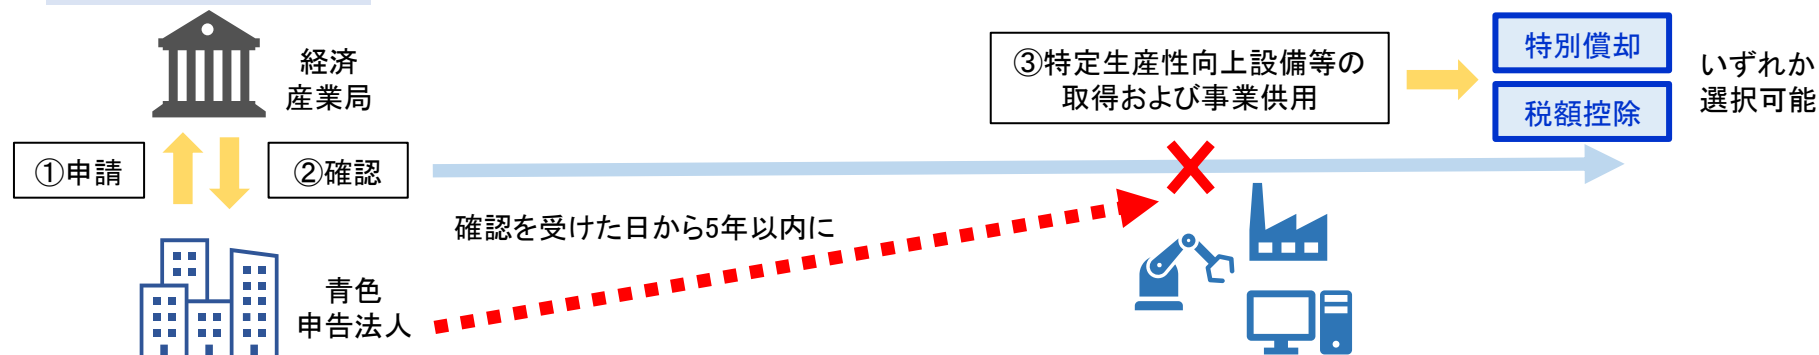 経済
産業局
①申請
②確認
青色
申告法人
確認を受けた日から5年以内に
③特定生産性向上設備等の
取得および事業供用
特別償却
税額控除
いずれか
選択可能